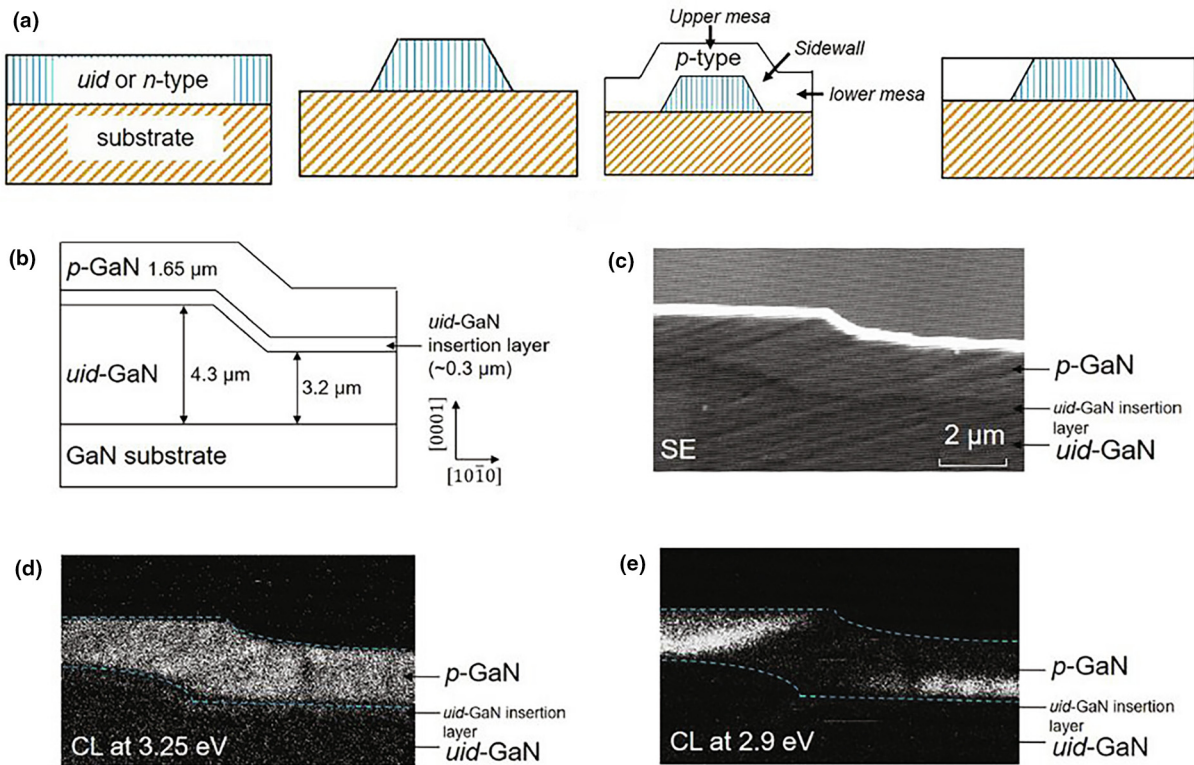 (a)
uid or n-type
substrate
Upper mesa
p-type
Sidewall
lower mesa
(b)
p-GaN 1.65 μm
uid-GaN
4.3 μm
3.2 μm
GaN substrate
uid-GaN
insertion layer
(~0.3 μm)
[0001]
[101̄0]
(c)
SE
2 μm
p-GaN
uid-GaN insertion
layer
uid-GaN
(d)
CL at 3.25 eV
p-GaN
uid-GaN insertion
layer
uid-GaN
(e)
CL at 2.9 eV
p-GaN
uid-GaN insertion
layer
uid-GaN